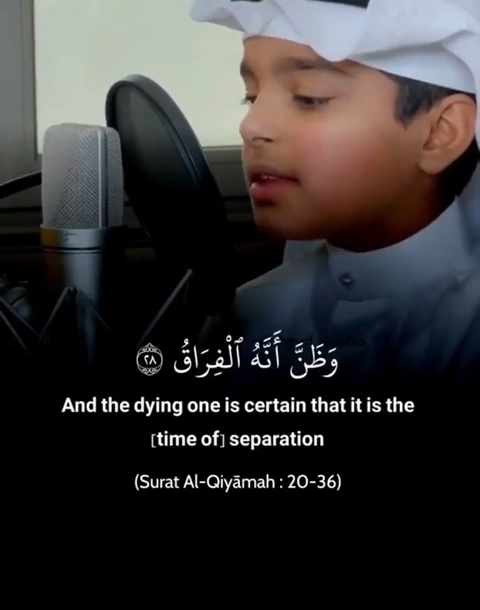 وَظَنَّ أَنَّهُ ٱلْفِرَاقُ ٢٨
And the dying one is certain that it is the
[time of] separation
(Surat Al-Qiyāmah : 20-36)